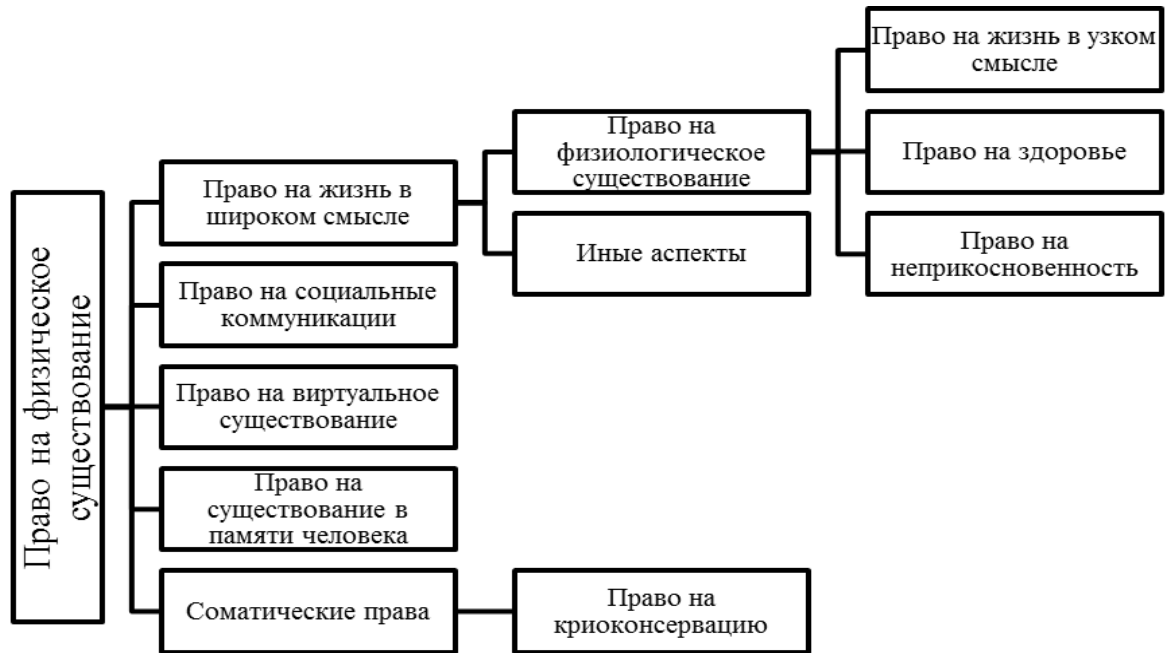 Право на физическое
существование
Право на жизнь в
широком смысле
Право на социальные
коммуникации
Право на виртуальное
существование
Право на
существование в
памяти человека
Соматические права
Право на
физиологическое
существование
Иные аспекты
Право на
криоконсервацию
Право на жизнь в узком
смысле
Право на здоровье
Право на
неприкосновенность